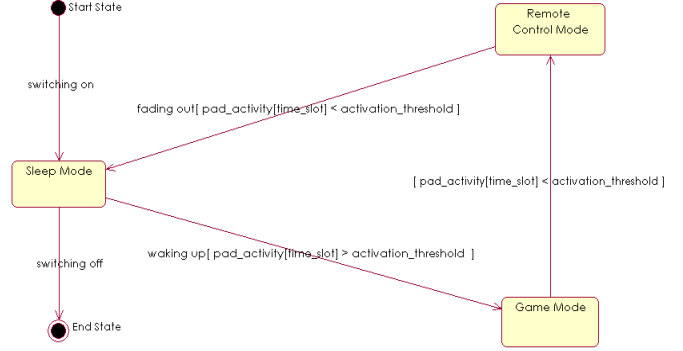 Start State
Remote
Control Mode
switching on
fading out[ pad_activity[time_slot] < activation_threshold ]
Sleep Mode
[ pad_activity[time_slot] < activation_threshold ]
waking up[ pad_activity[time_slot] > activation_threshold ]
switching off
Game Mode
End State